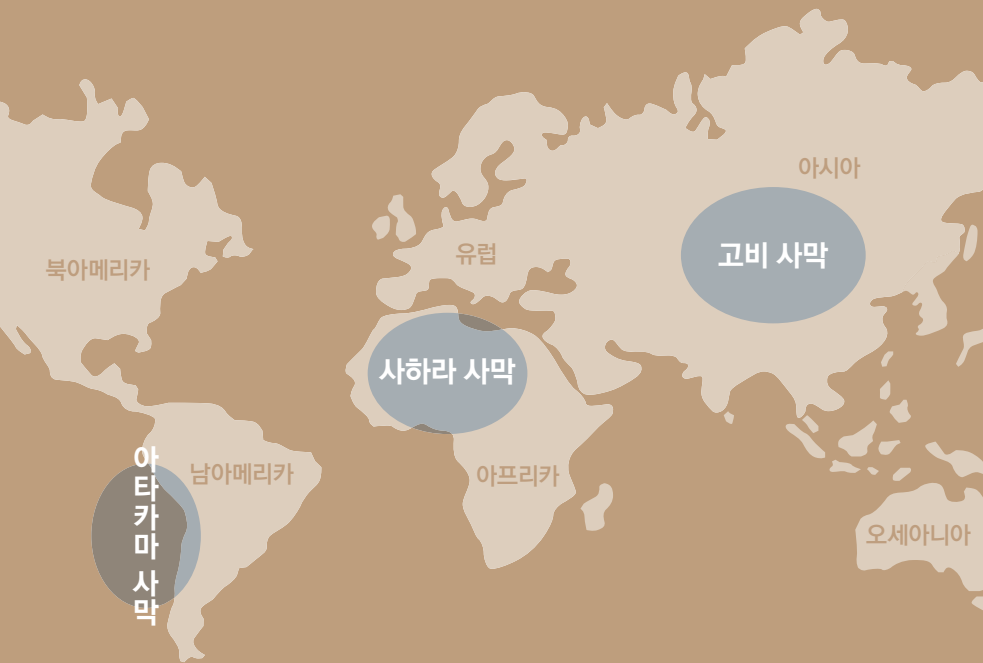 아시아
고비 사막
유럽
북아메리카
사하라 사막
아타카마 사막
남아메리카
아프리카
오세아니아